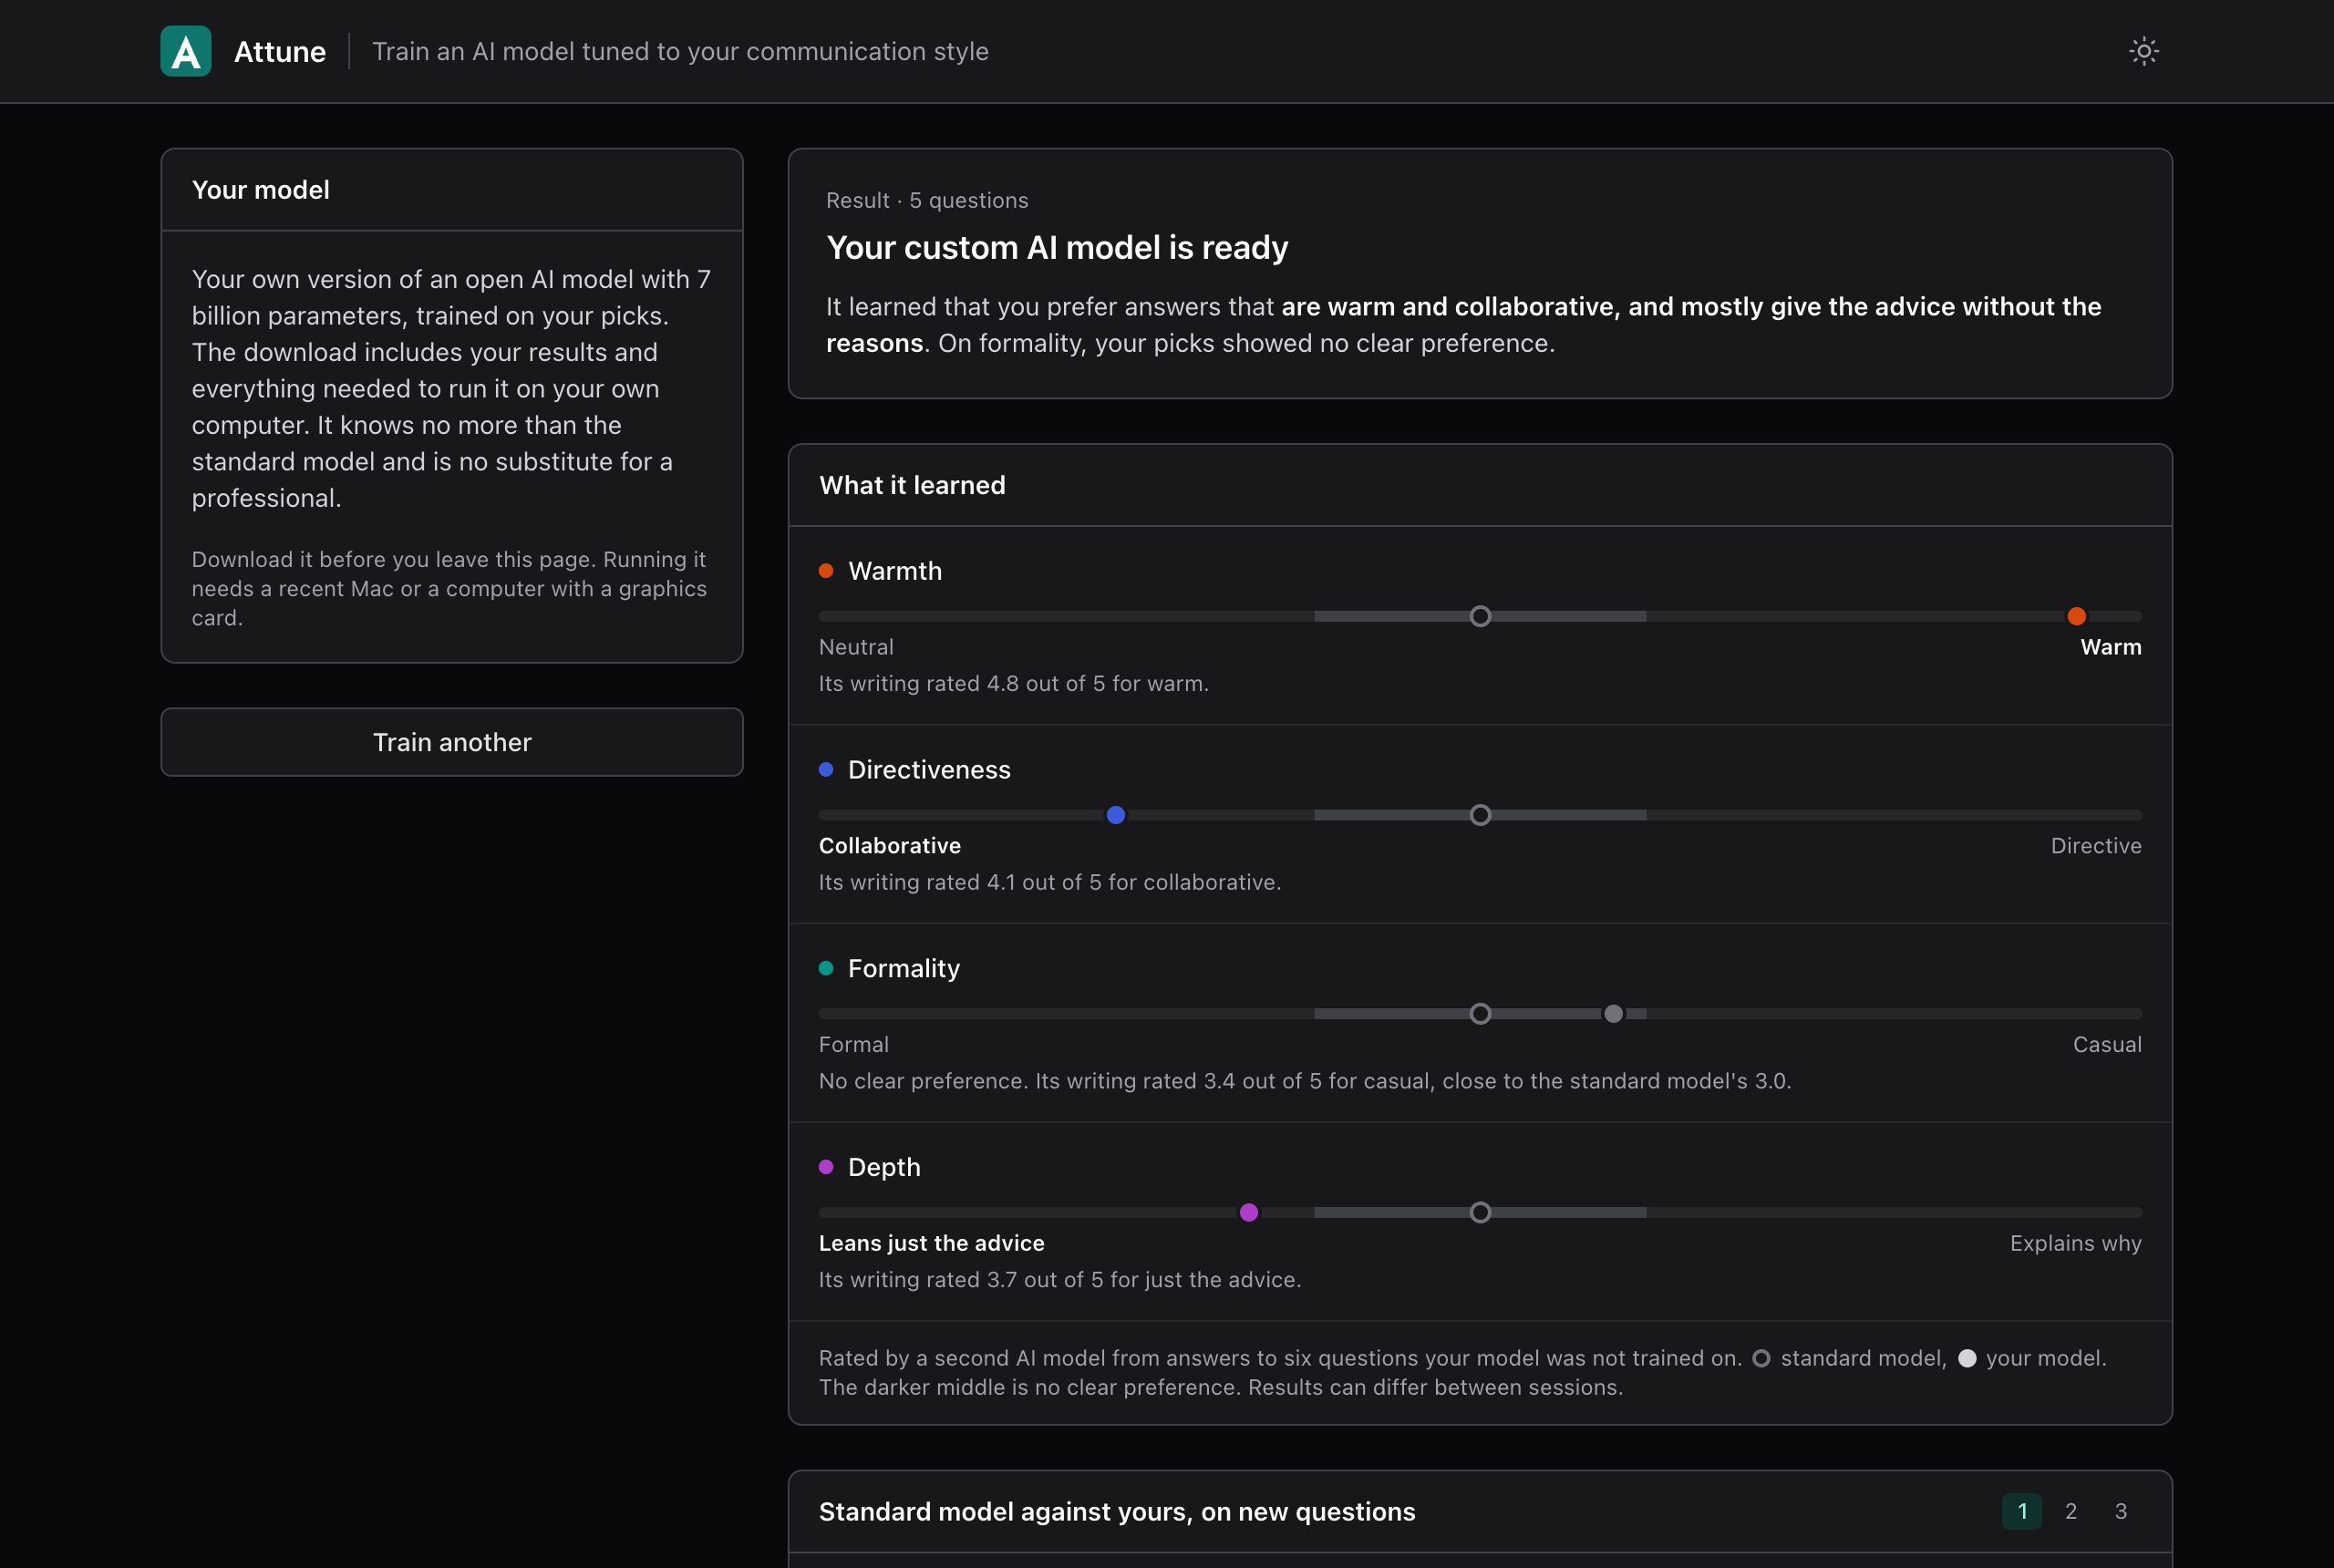 A
Attune
Train an AI model tuned to your communication style
Your model
Your own version of an open AI model with 7
billion parameters, trained on your picks.
The download includes your results and
everything needed to run it on your own
computer. It knows no more than the
standard model and is no substitute for a
professional.
Download it before you leave this page. Running it
needs a recent Mac or a computer with a graphics
card.
Train another
Result · 5 questions
Your custom AI model is ready
It learned that you prefer answers that are warm and collaborative, and mostly give the advice without the
reasons. On formality, your picks showed no clear preference.
What it learned
Warmth
Neutral
Warm
Its writing rated 4.8 out of 5 for warm.
Directiveness
Collaborative
Directive
Its writing rated 4.1 out of 5 for collaborative.
Formality
Formal
Casual
No clear preference. Its writing rated 3.4 out of 5 for casual, close to the standard model's 3.0.
Depth
Leans just the advice
Explains why
Its writing rated 3.7 out of 5 for just the advice.
Rated by a second AI model from answers to six questions your model was not trained on. standard model, your model.
The darker middle is no clear preference. Results can differ between sessions.
Standard model against yours, on new questions
1 2 3